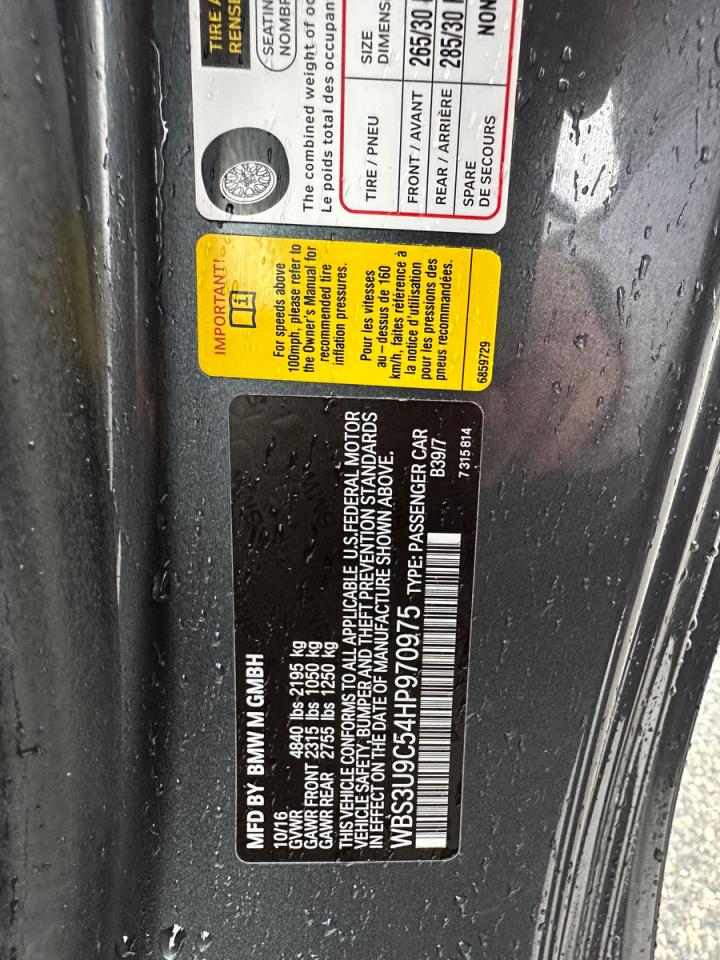 TIRE A
RENSE
SEATIN
NOMBR
The combined weight of oc
Le poids total des occupan
TIRE / PNEU
SIZE
DIMENS
FRONT / AVANT
265/30
REAR / ARRIÈRE
285/30
SPARE
DE SECOURS
NON
IMPORTANT!
For speeds above
100mph, please refer to
the Owner's Manual for
recommended tire
inflation pressures.
Pour les vitesses
au – dessus de 160
km/h, faites référence à
la notice d'utilisation
pour les pressions des
pneus recommandées.
6859729
MFD BY BMW M GMBH
10/16
GVWR 4840 lbs 2195 kg
GAWR FRONT 2315 lbs 1050 kg
GAWR REAR 2755 lbs 1250 kg
THIS VEHICLE CONFORMS TO ALL APPLICABLE U.S.FEDERAL MOTOR
VEHICLE SAFETY, BUMPER AND THEFT PREVENTION STANDARDS
IN EFFECT ON THE DATE OF MANUFACTURE SHOWN ABOVE.
WBS3U9C54HP970975 TYPE: PASSENGER CAR
B39/7
7 315 814